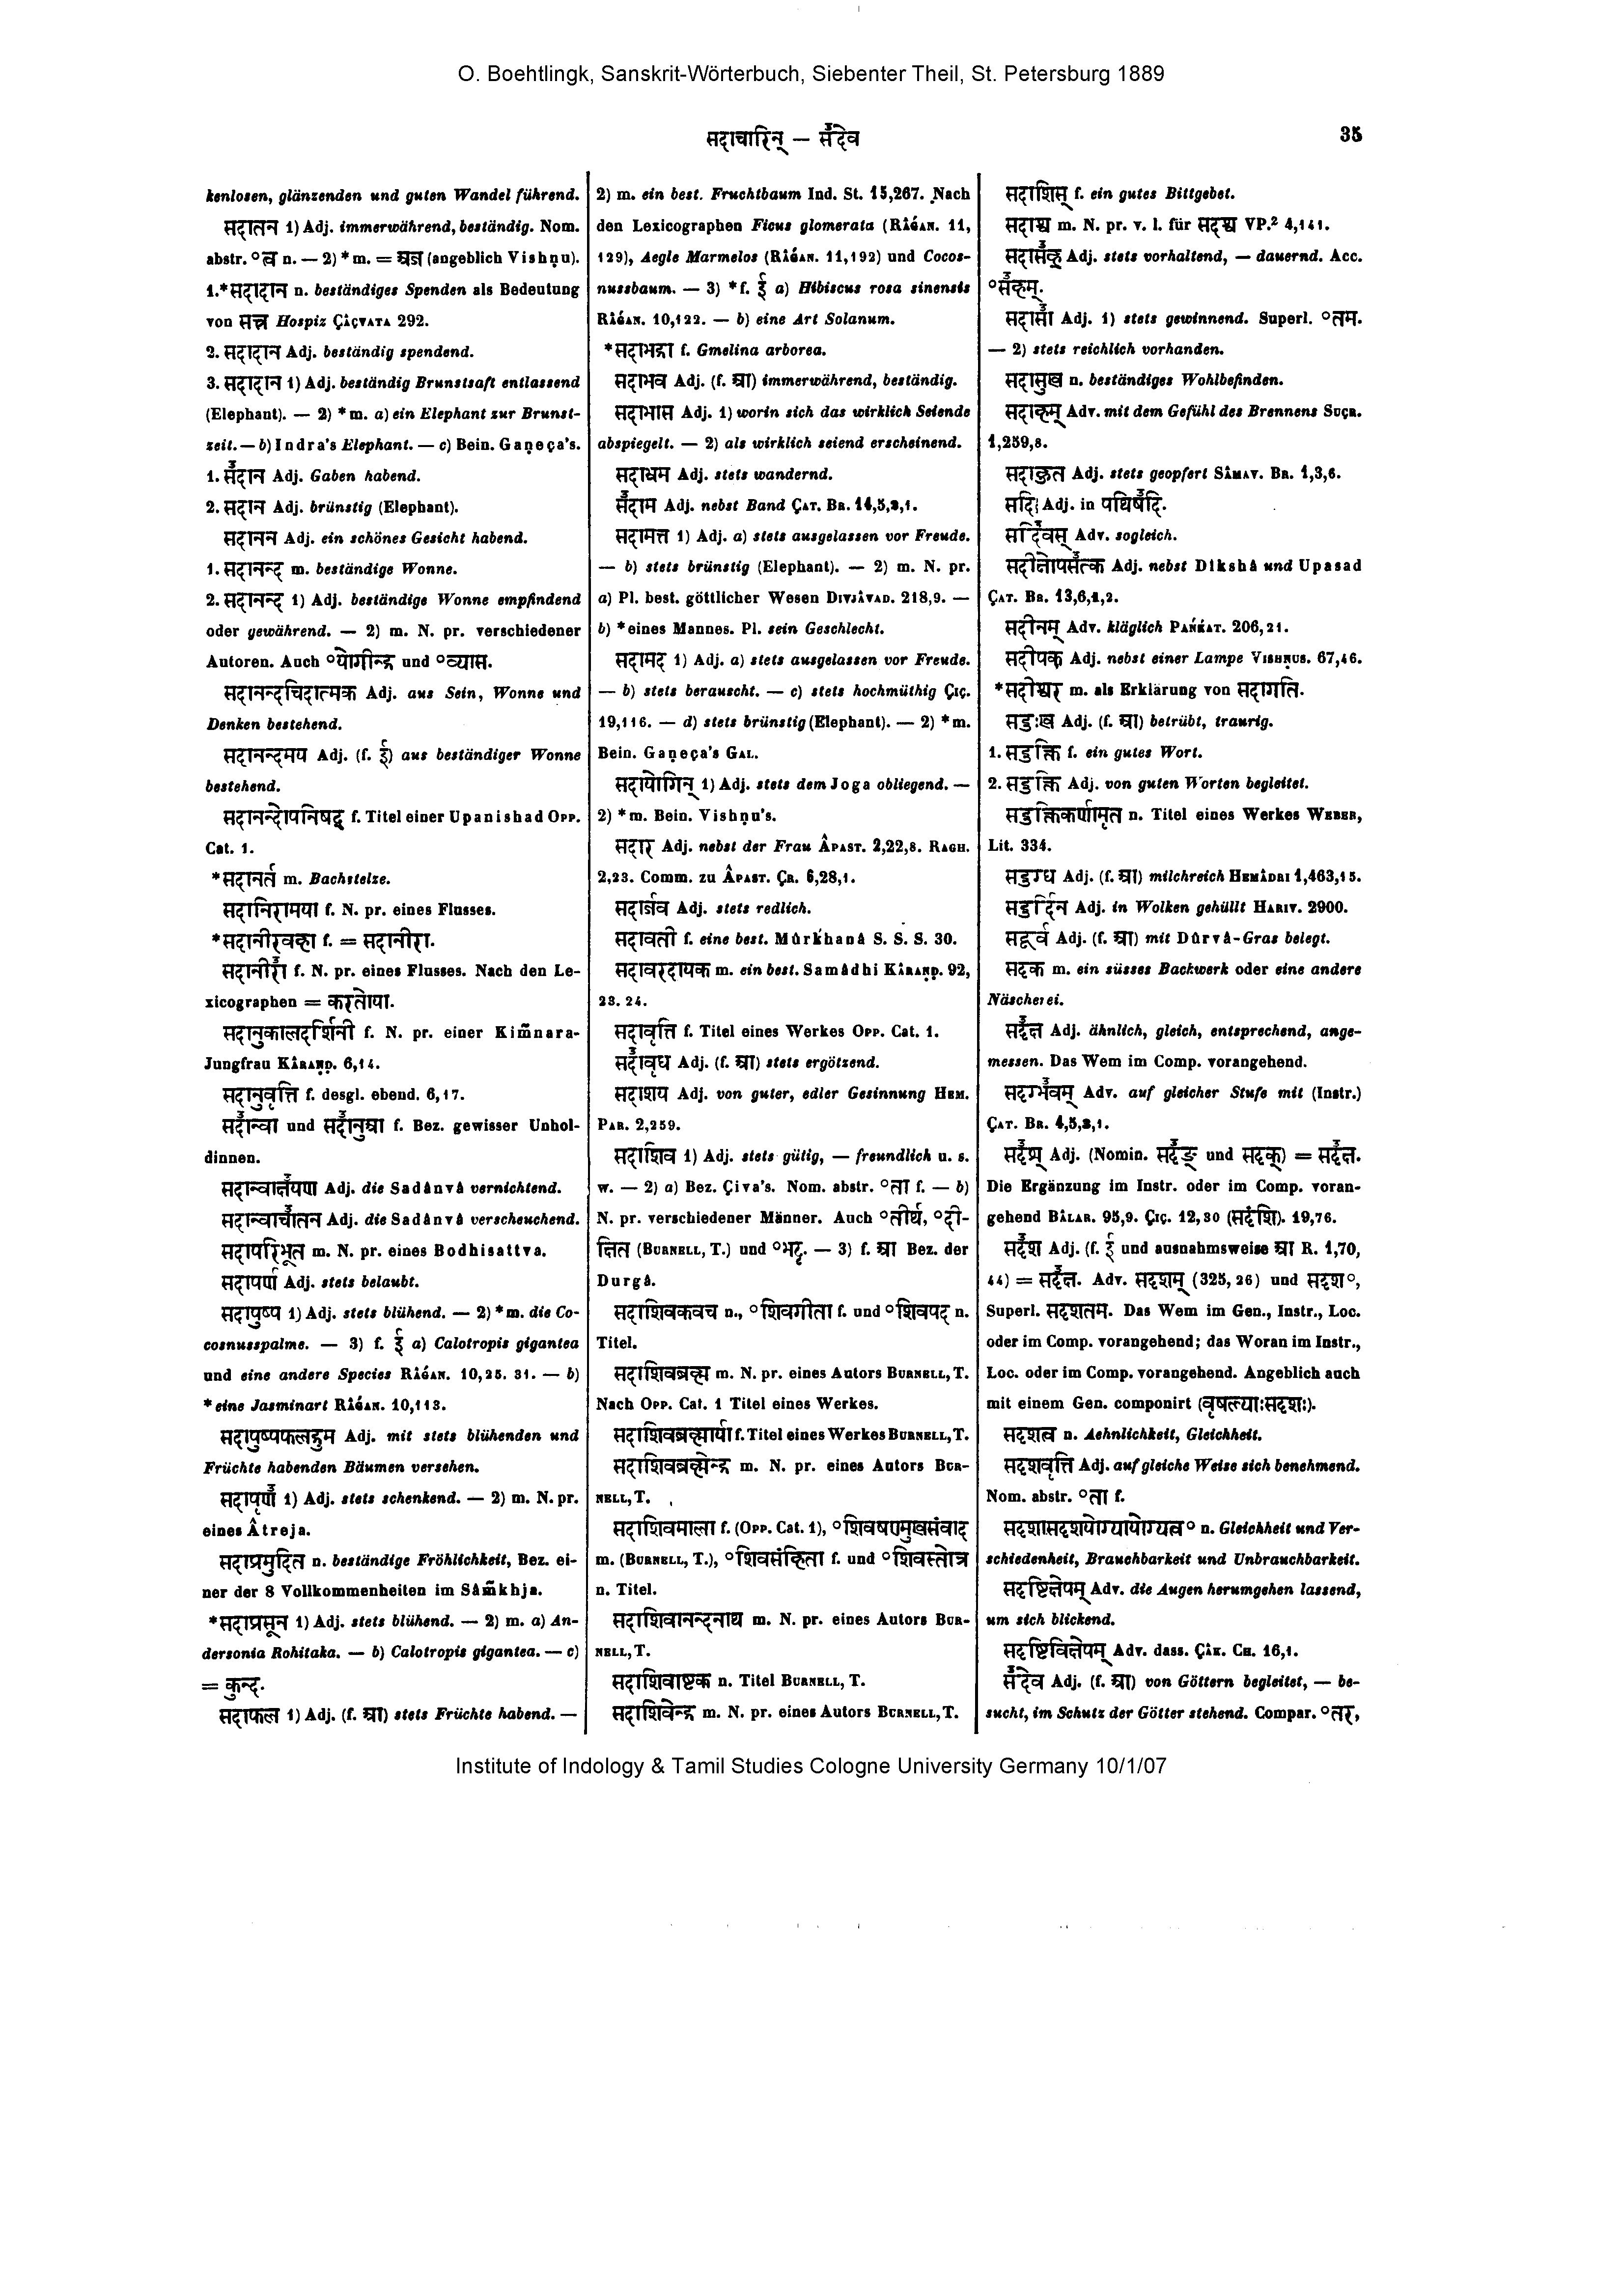 O. Boehtlingk, Sanskrit-Wörterbuch, Siebenter Theil, St. Petersburg 1889
सदाचारिन् — सँदेव
35
kenlosen, glänzenden und guten Wandel führend.
सदातन 1) Adj. immerwährend, beständig. Nom.
abstr. °त्व n. — 2) *m. = अज (angeblich Vishṇu).
1.*सदादान n. beständiges Spenden als Bedeutung
von सत्त्र Hospiz Çāçvata 292.
2. सदादान Adj. beständig spendend.
3. सदादान 1) Adj. beständig Brunstsaft entlassend
(Elephant). — 2) *m. a) ein Elephant zur Brunst-
zeit. — b) Indra's Elephant. — c) Bein. Gaṇeça's.
1. सँदान Adj. Gaben habend.
2. सदान Adj. brünstig (Elephant).
सदानन Adj. ein schönes Gesicht habend.
1. सदानन्द m. beständige Wonne.
2. सदानन्द 1) Adj. beständige Wonne empfindend
oder gewährend. — 2) m. N. pr. verschiedener
Autoren. Auch °योगीन्द्र und °व्यास.
सदानन्दचिदात्मक Adj. aus Sein, Wonne und
Denken bestehend.
सदानन्दमय Adj. (f. ई) aus beständiger Wonne
bestehend.
सदानन्दोपनिषद् f. Titel einer Upanishad Opp.
Cat. 1.
*सदानर्त m. Bachstelze.
सदानिरामया f. N. pr. eines Flusses.
*सदानीरवहा f. = सदानीरा.
सदानीराँ f. N. pr. eines Flusses. Nach den Le-
xicographen = करतोया.
सदानुकालदर्शिनी f. N. pr. einer Kiṁnara-
Jungfrau Kâraṇḍ. 6,14.
सदानुवृत्ति f. desgl. ebend. 6,17.
सदाँन्वा und सदाँनुआ f. Bez. gewisser Unhol-
dinnen.
सदान्वाक्षँयण Adj. die Sadânvâ vernichtend.
सदान्वाचाँतन Adj. die Sadânvâ verscheuchend.
सदापरिभूत m. N. pr. eines Bodhisattva.
सदापर्ण Adj. stets belaubt.
सदापुष्प 1) Adj. stets blühend. — 2) *m. die Co-
cosnusspalme. — 3) f. ई a) Calotropis gigantea
und eine andere Species Râǵan. 10,25. 31. — b)
*eine Jasminart Râǵan. 10,113.
सदापुष्पफलद्रुम Adj. mit stets blühenden und
Früchte habenden Bäumen versehen.
सदापृणँ 1) Adj. stets schenkend. — 2) m. N. pr.
eines Âtreja.
सदाप्रमुदित n. beständige Fröhlichkeit, Bez. ei-
ner der 8 Vollkommenheiten im Sâṁkhja.
*सदाप्रसून 1) Adj. stets blühend. — 2) m. a) An-
dersonia Rohitaka. — b) Calotropis gigantea. — c)
= कुन्द.
सदाफल 1) Adj. (f. आ) stets Früchte habend. —
2) m. ein best. Fruchtbaum Ind. St. 15,267. Nach
den Lexicographen Ficus glomerata (Râǵan. 11,
129), Aegle Marmelos (Râǵan. 11,192) und Cocos-
nussbaum. — 3) *f. ई a) Hibiscus rosa sinensis
Râǵan. 10,122. — b) eine Art Solanum.
*सदाभद्रा f. Gmelina arborea.
सदाभव Adj. (f. आ) immerwährend, beständig.
सदाभास Adj. 1) worin sich das wirklich Seiende
abspiegelt. — 2) als wirklich seiend erscheinend.
सदाभ्रम Adj. stets wandernd.
सँदाम Adj. nebst Band Çat. Br. 14,5,2,1.
सदामत्त 1) Adj. a) stets ausgelassen vor Freude.
— b) stets brünstig (Elephant). — 2) m. N. pr.
a) Pl. best. göttlicher Wesen Divjâvad. 218,9. —
b) *eines Mannes. Pl. sein Geschlecht.
सदामद 1) Adj. a) stets ausgelassen vor Freude.
— b) stets berauscht. — c) stets hochmüthig Çiç.
19,116. — d) stets brünstig (Elephant). — 2) *m.
Bein. Gaṇeça's Gal.
सदायोगिन् 1) Adj. stets dem Joga obliegend. —
2) *m. Bein. Vishṇu's.
सदार Adj. nebst der Frau Âpast. 2,22,8. Ragh.
2,23. Comm. zu Âpast. Çr. 6,28,1.
सदार्जव Adj. stets redlich.
सदावती f. eine best. Mûrkhanâ S. S. S. 30.
सदावरदायक m. ein best. Samâdhi Kâraṇḍ. 92,
23. 24.
सदावृत्ति f. Titel eines Werkes Opp. Cat. 1.
सदाँवृध Adj. (f. आ) stets ergötzend.
सदाशय Adj. von guter, edler Gesinnung Hem.
Par. 2,259.
सदाशिव 1) Adj. stets gütig, — freundlich u. s.
w. — 2) a) Bez. Çiva's. Nom. abstr. °ता f. — b)
N. pr. verschiedener Männer. Auch °तीर्थ, °दी-
क्षित (Burnell, T.) und °भट्ट. — 3) f. आ Bez. der
Durgâ.
सदाशिवकवच n., °शिवगीता f. und °शिवपद n.
Titel.
सदाशिवब्रह्म m. N. pr. eines Autors Burnell, T.
Nach Opp. Cat. 1 Titel eines Werkes.
सदाशिवब्रह्मार्या f. Titel eines Werkes Burnell, T.
सदाशिवब्रह्मेन्द्र m. N. pr. eines Autors Bur-
nell, T.
सदाशिवमाला f. (Opp. Cat. 1), °शिवषण्मुखसंवाद
m. (Burnell, T.), °शिवसंहिता f. und °शिवस्तोत्र
n. Titel.
सदाशिवानन्दनाथ m. N. pr. eines Autors Bur-
nell, T.
सदाशिवाष्टक n. Titel Burnell, T.
सदाशिवेन्द्र m. N. pr. eines Autors Burnell, T.
सदाशिस् f. ein gutes Bittgebet.
सदाश्व m. N. pr. v. l. für सदश्व VP.² 4,141.
सदासँह् Adj. stets vorhaltend, — dauernd. Acc.
°सँहम्.
सदासाँ Adj. 1) stets gewinnend. Superl. °तम.
— 2) stets reichlich vorhanden.
सदासुख n. beständiges Wohlbefinden.
सदाहम् Adv. mit dem Gefühl des Brennens Suçr.
1,259,8.
सदाहुत Adj. stets geopfert Sâmav. Br. 1,3,6.
सदि Adj. in पथिषँदि.
सदिँवस् Adv. sogleich.
सदीक्षोपसँत्क Adj. nebst Dîkshâ und Upasad
Çat. Br. 13,6,1,2.
सदीनम् Adv. kläglich Pańḱat. 206,21.
सदीपक Adj. nebst einer Lampe Vishṇus. 67,46.
*सदीश्वर m. als Erklärung von सदागति.
सदुःख Adj. (f. आ) betrübt, traurig.
1. सदुक्ति f. ein gutes Wort.
2. सदुक्ति Adj. von guten Worten begleitet.
सदुक्तिकर्णामृत n. Titel eines Werkes Weber,
Lit. 334.
सदुग्ध Adj. (f. आ) milchreich Hemâdri 1,463,15.
सदुर्दिन Adj. in Wolken gehüllt Hariv. 2900.
सदूर्व Adj. (f. आ) mit Dûrvâ-Gras belegt.
सदृक m. ein süsses Backwerk oder eine andere
Näscherei.
सदृँक्ष Adj. ähnlich, gleich, entsprechend, ange-
messen. Das Wem im Comp. vorangehend.
सदृग्भँवम् Adv. auf gleicher Stufe mit (Instr.)
Çat. Br. 4,5,2,1.
सदृँश् Adj. (Nomin. सदृँङ् und सदृक्) = सदृँक्ष.
Die Ergänzung im Instr. oder im Comp. voran-
gehend Bâlar. 95,9. Çiç. 12,30 (सदृंशि). 19,76.
सदृँश Adj. (f. ई und ausnahmsweise आ R. 1,70,
44) = सदृँक्ष. Adv. सदृशम् (325,26) und सदृश°,
Superl. सदृशतम. Das Wem im Gen., Instr., Loc.
oder im Comp. vorangehend; das Woran im Instr.,
Loc. oder im Comp. vorangehend. Angeblich auch
mit einem Gen. componirt (वृषल्याःसदृशः).
सदृशत्व n. Aehnlichkeit, Gleichheit.
सदृशवृत्ति Adj. auf gleiche Weise sich benehmend.
Nom. abstr. °ता f.
सदृशासदृशयोग्यायोग्यत्व° n. Gleichheit und Ver-
schiedenheit, Brauchbarkeit und Unbrauchbarkeit.
सदृष्टिक्षेपम् Adv. die Augen herumgehen lassend,
um sich blickend.
सदृष्टिविक्षेपम् Adv. dass. Çâk. Ch. 16,1.
सँदेव Adj. (f. आ) von Göttern begleitet, — be-
sucht, im Schutz der Götter stehend. Compar. °तर,
Institute of Indology & Tamil Studies Cologne University Germany 10/1/07